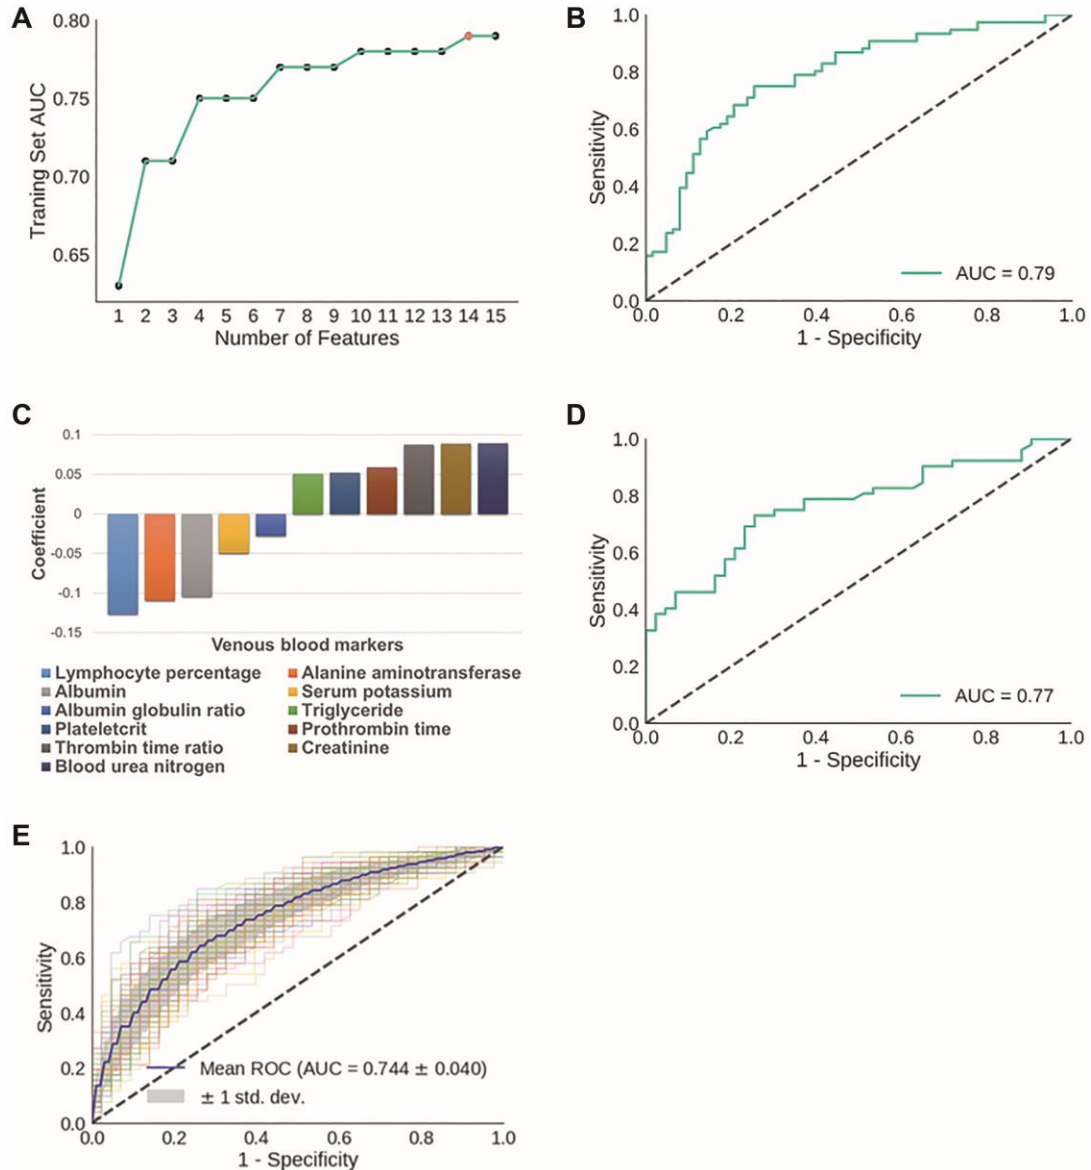 A
0.80
0.75
0.70
0.65
Traning Set AUC
1 2 3 4 5 6 7 8 9 10 11 12 13 14 15
Number of Features
B
1.0
0.8
0.6
0.4
0.2
0.0
Sensitivity
AUC = 0.79
0.0 0.2 0.4 0.6 0.8 1.0
1 - Specificity
C
0.1
0.05
0
-0.05
-0.1
-0.15
Coefficient
Venous blood markers
Lymphocyte percentage Alanine aminotransferase
Albumin Serum potassium
Albumin globulin ratio Triglyceride
Plateletcrit Prothrombin time
Thrombin time ratio Creatinine
Blood urea nitrogen
D
1.0
0.8
0.6
0.4
0.2
0.0
Sensitivity
AUC = 0.77
0.0 0.2 0.4 0.6 0.8 1.0
1 - Specificity
E
1.0
0.8
0.6
0.4
0.2
0.0
Sensitivity
Mean ROC (AUC = 0.744 ± 0.040)
± 1 std. dev.
0.0 0.2 0.4 0.6 0.8 1.0
1 - Specificity